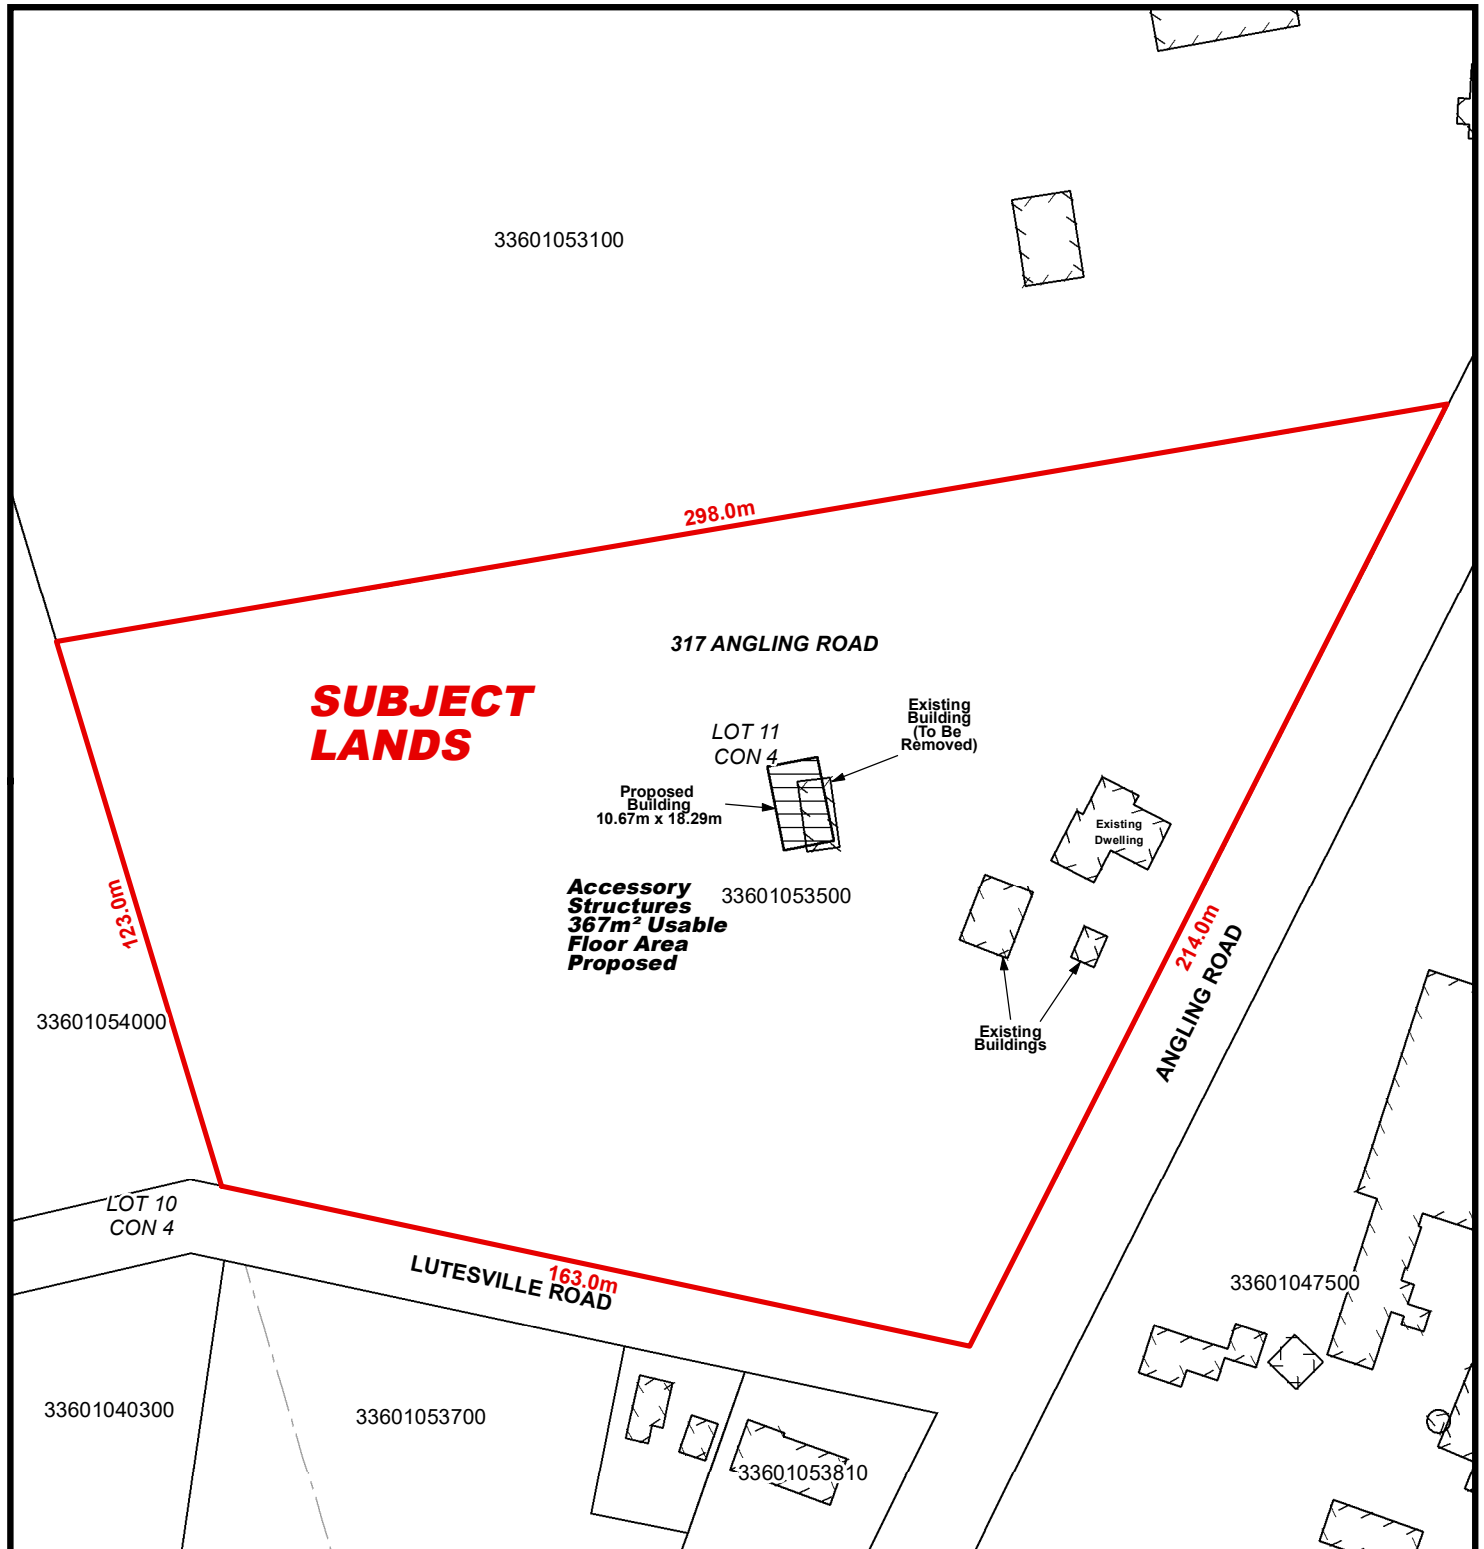 33601053100
298.0m
317 ANGLING ROAD
SUBJECT
LANDS
LOT 11
CON 4
Existing
Building
(To Be
Removed)
Proposed
Building
10.67m x 18.29m
Existing
Dwelling
Accessory
Structures
367m² Usable
Floor Area
Proposed
33601053500
123.0m
214.0m
ANGLING ROAD
Existing
Buildings
33601054000
LOT 10
CON 4
LUTESVILLE ROAD
163.0m
33601047500
33601040300
33601053700
33601053810